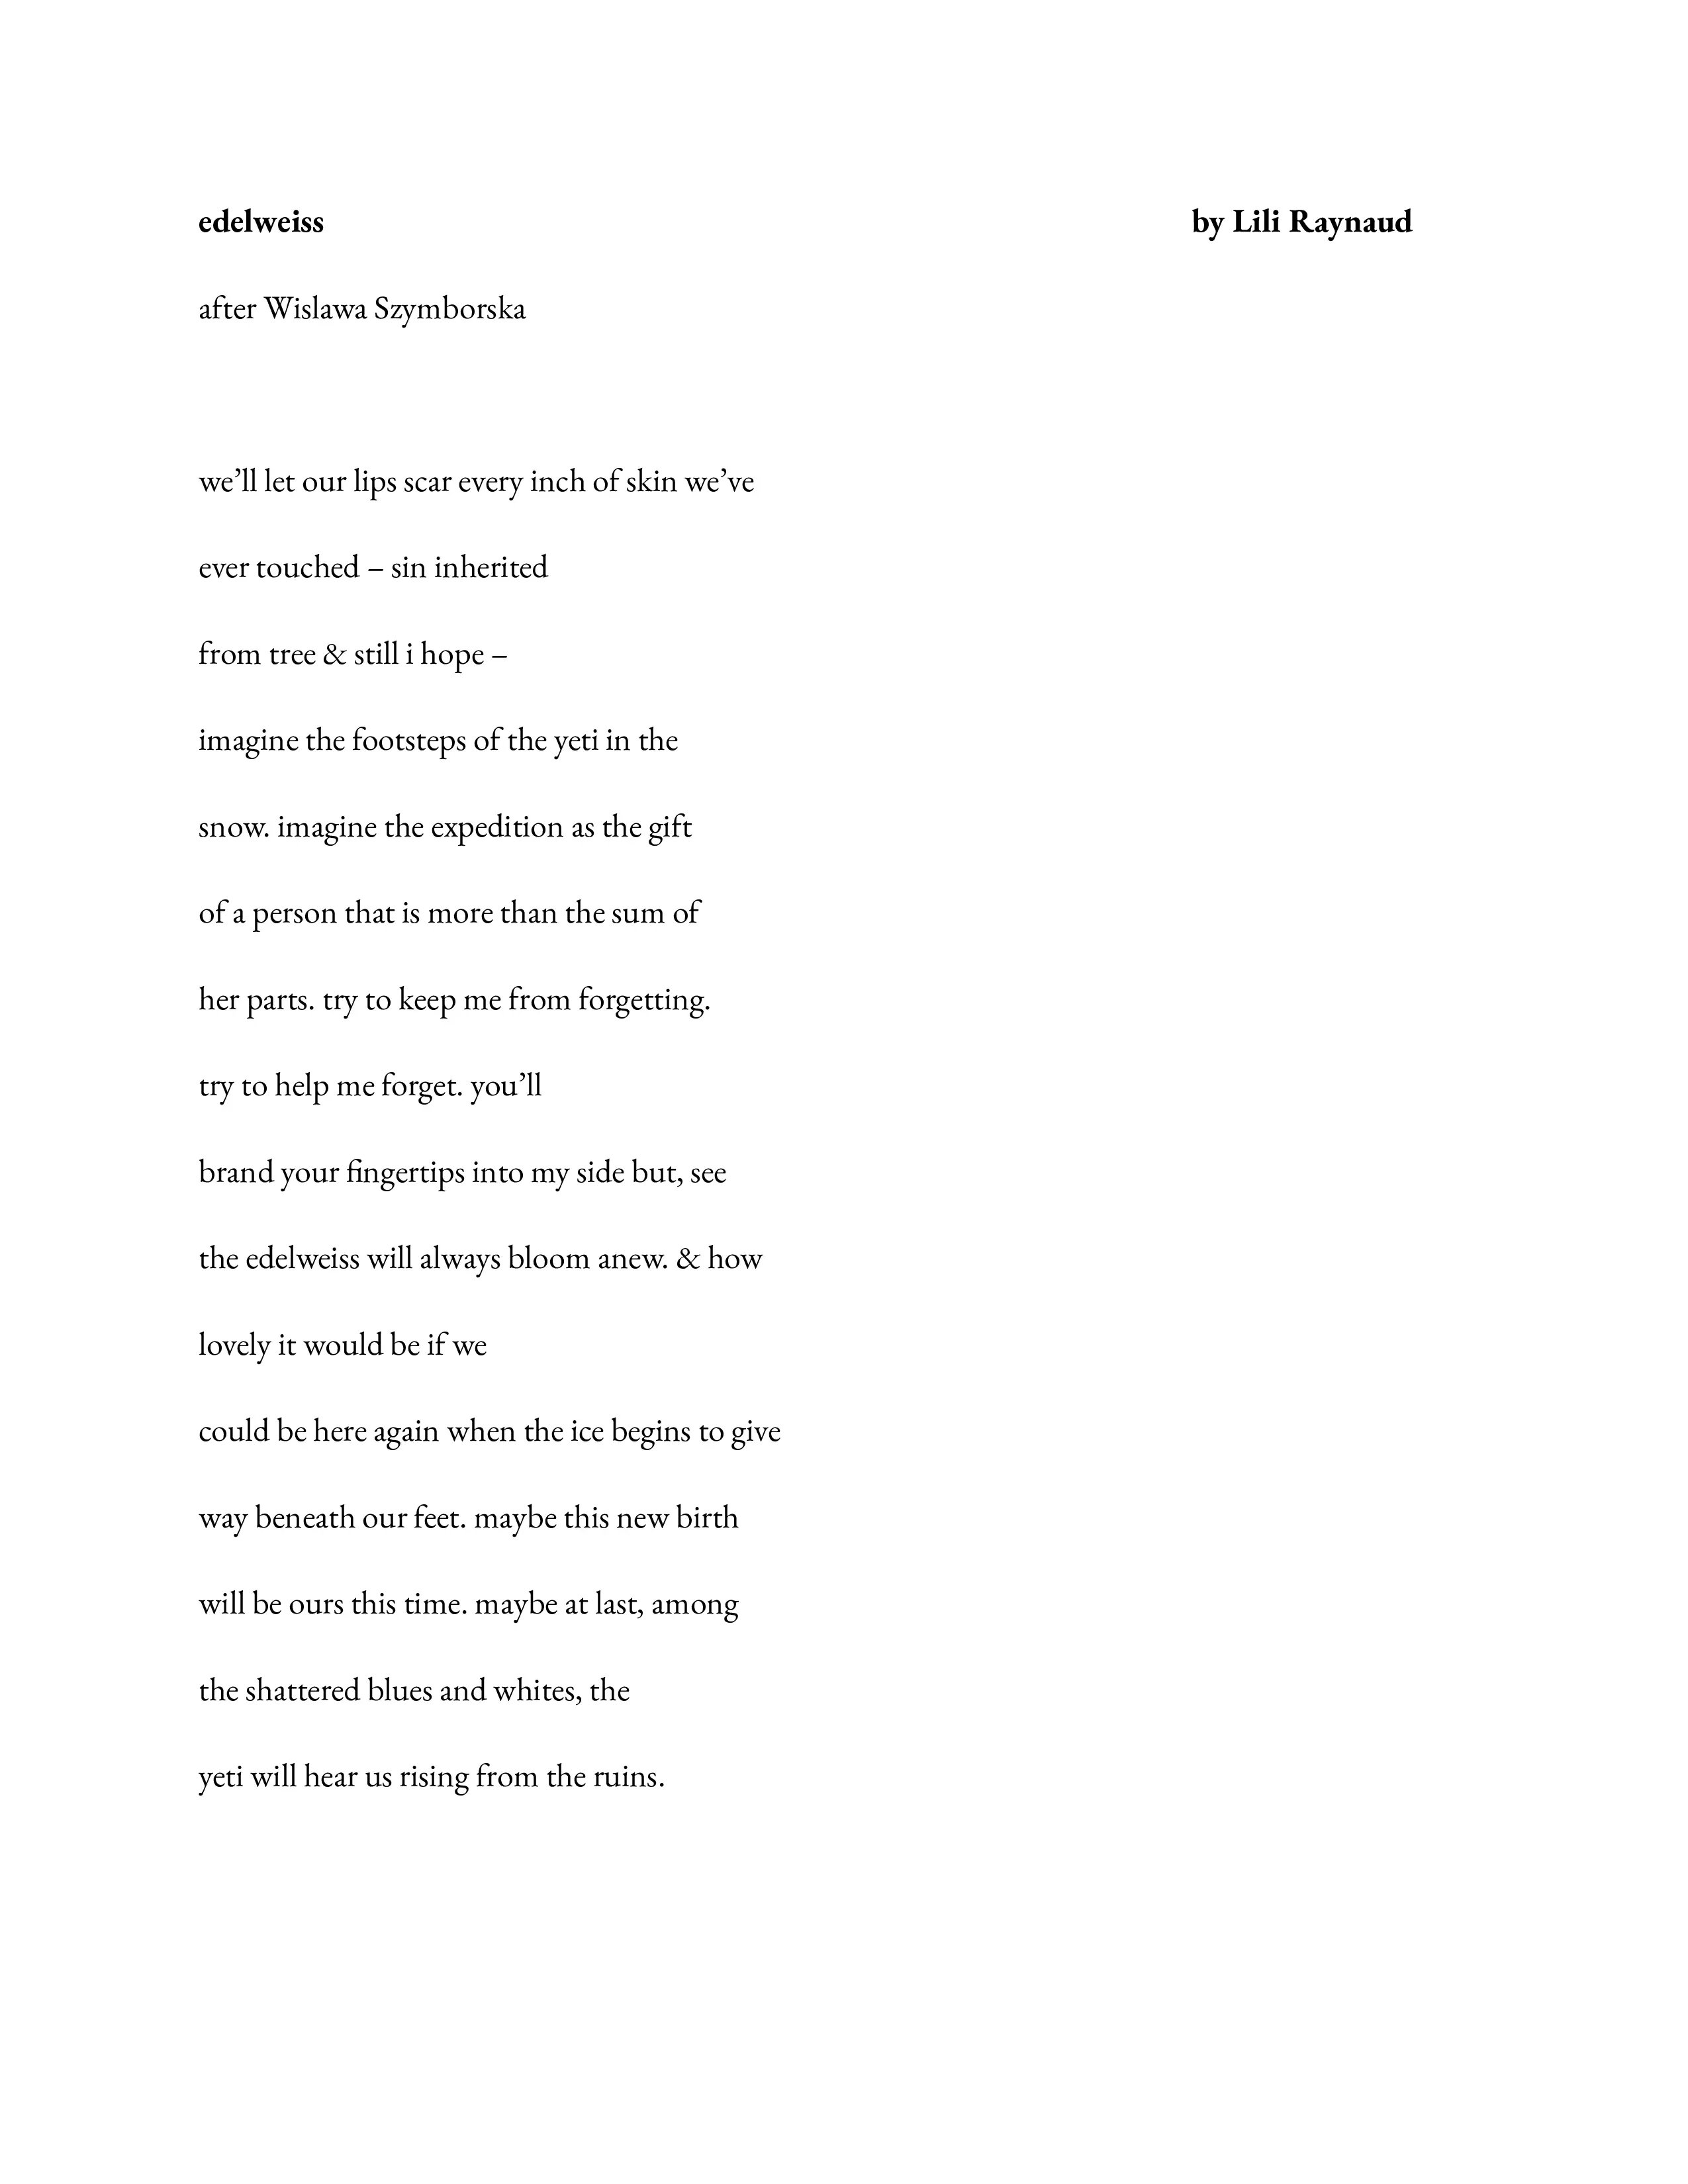 edelweiss by Lili Raynaud
after Wislawa Szymborska
we’ll let our lips scar every inch of skin we’ve
ever touched – sin inherited
from tree & still i hope –
imagine the footsteps of the yeti in the
snow. imagine the expedition as the gift
of a person that is more than the sum of
her parts. try to keep me from forgetting.
try to help me forget. you’ll
brand your fingertips into my side but, see
the edelweiss will always bloom anew. & how
lovely it would be if we
could be here again when the ice begins to give
way beneath our feet. maybe this new birth
will be ours this time. maybe at last, among
the shattered blues and whites, the
yeti will hear us rising from the ruins.